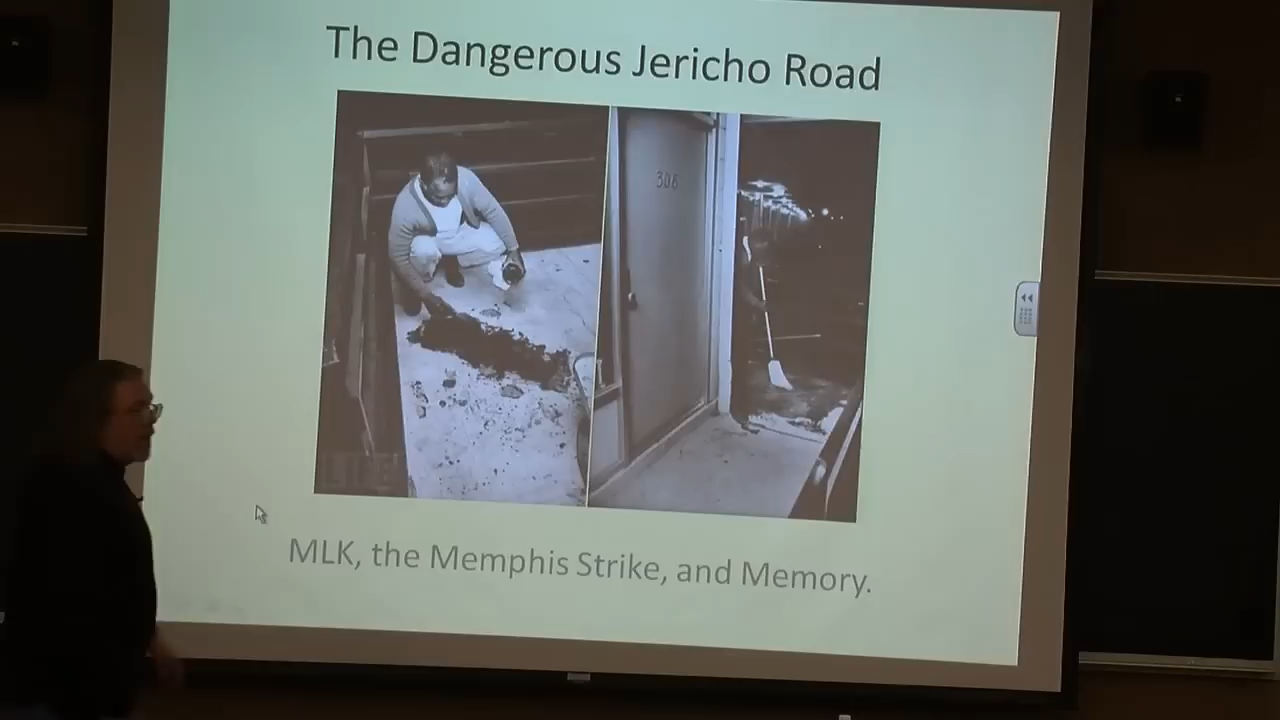 The Dangerous Jericho Road
306
LIFE
MLK, the Memphis Strike, and Memory.